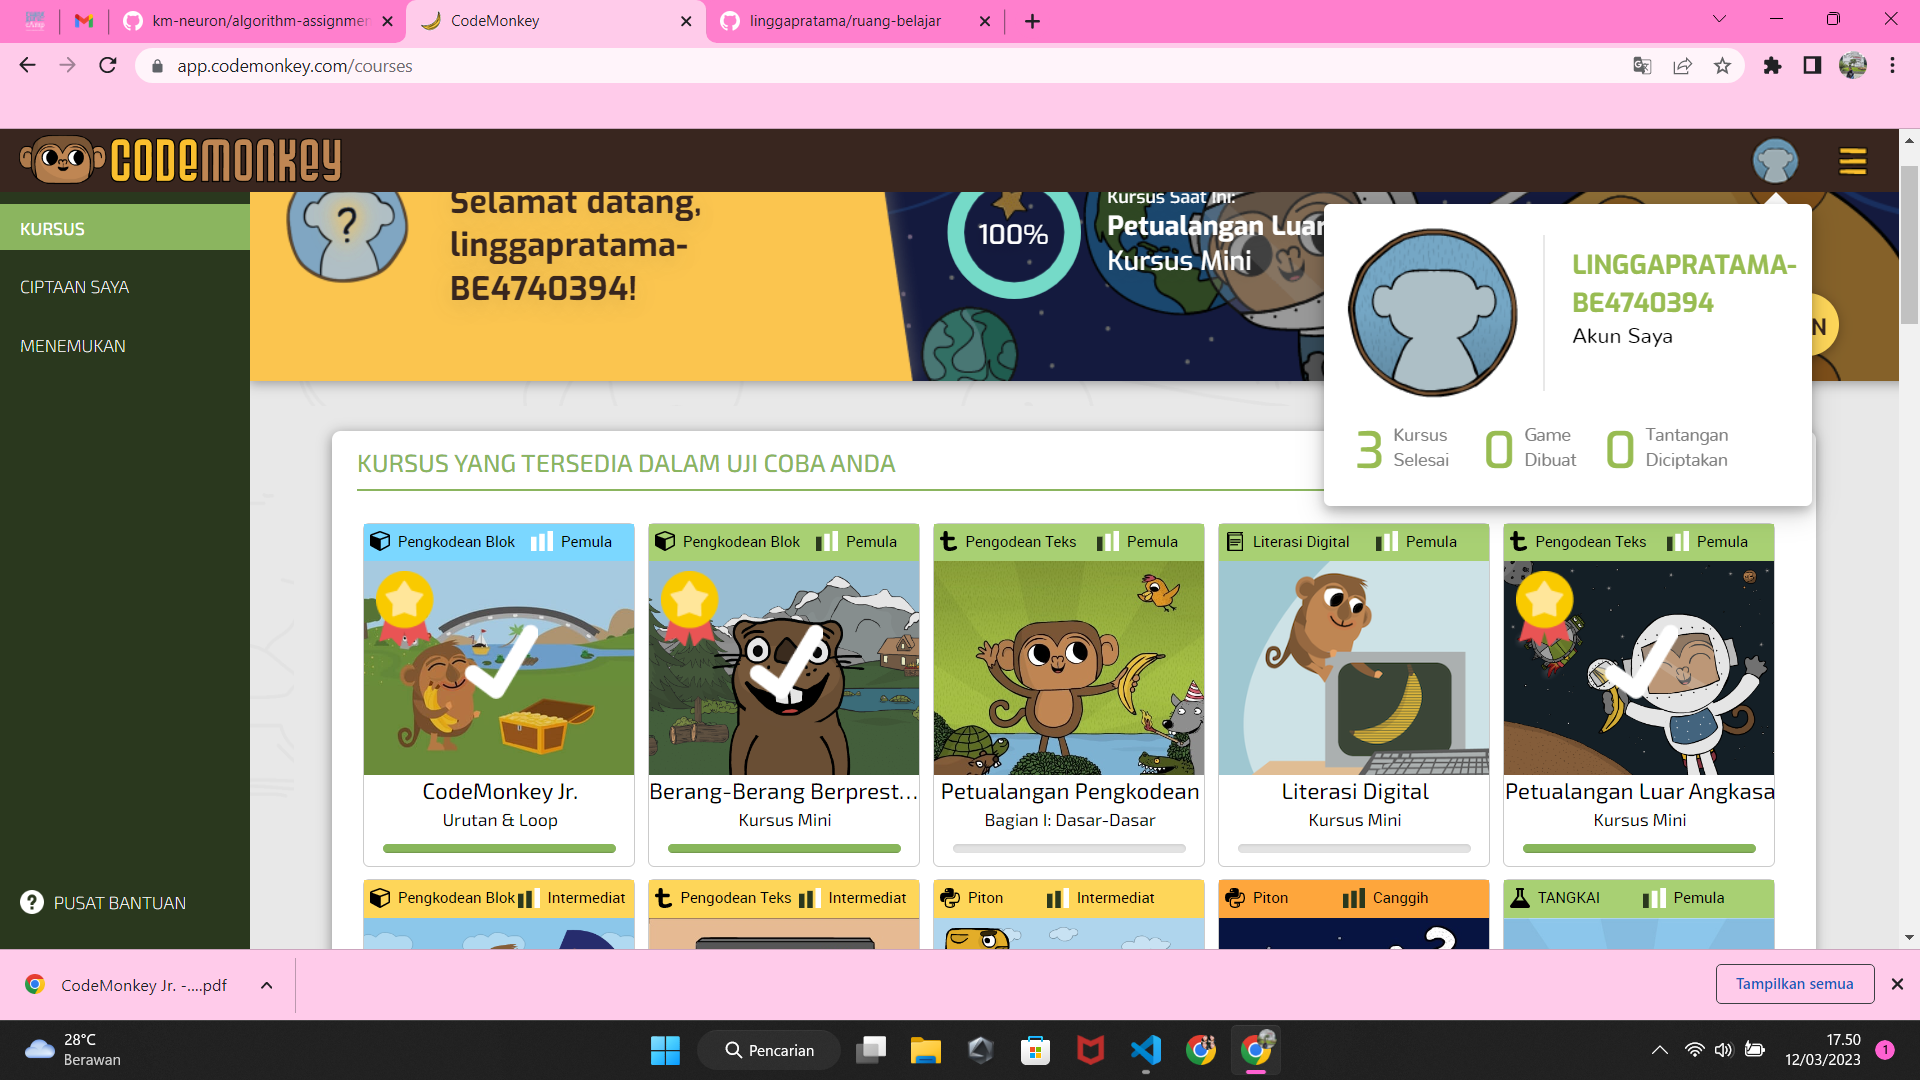 km-neuron/algorithm-assignmen
CodeMonkey
linggapratama/ruang-belajar
app.codemonkey.com/courses
CODEMONKEY
KURSUS
CIPTAAN SAYA
MENEMUKAN
PUSAT BANTUAN
?
Selamat datang,
linggapratama-
BE4740394!
100%
Kursus Saat Ini:
Petualangan Luar
Kursus Mini
N
LINGGAPRATAMA-
BE4740394
Akun Saya
3 Kursus Selesai
0 Game Dibuat
0 Tantangan Diciptakan
KURSUS YANG TERSEDIA DALAM UJI COBA ANDA
Pengkodean Blok Pemula
CodeMonkey Jr.
Urutan & Loop
Pengkodean Blok Pemula
Berang-Berang Berprest...
Kursus Mini
Pengodean Teks Pemula
Petualangan Pengkodean
Bagian I: Dasar-Dasar
Literasi Digital Pemula
Literasi Digital
Kursus Mini
Pengodean Teks Pemula
Petualangan Luar Angkasa
Kursus Mini
Pengkodean Blok Intermediat
Pengodean Teks Intermediat
Piton Intermediat
Piton Canggih
TANGKAI Pemula
CodeMonkey Jr. -....pdf
Tampilkan semua
28°C
Berawan
Pencarian
17.50
12/03/2023
1